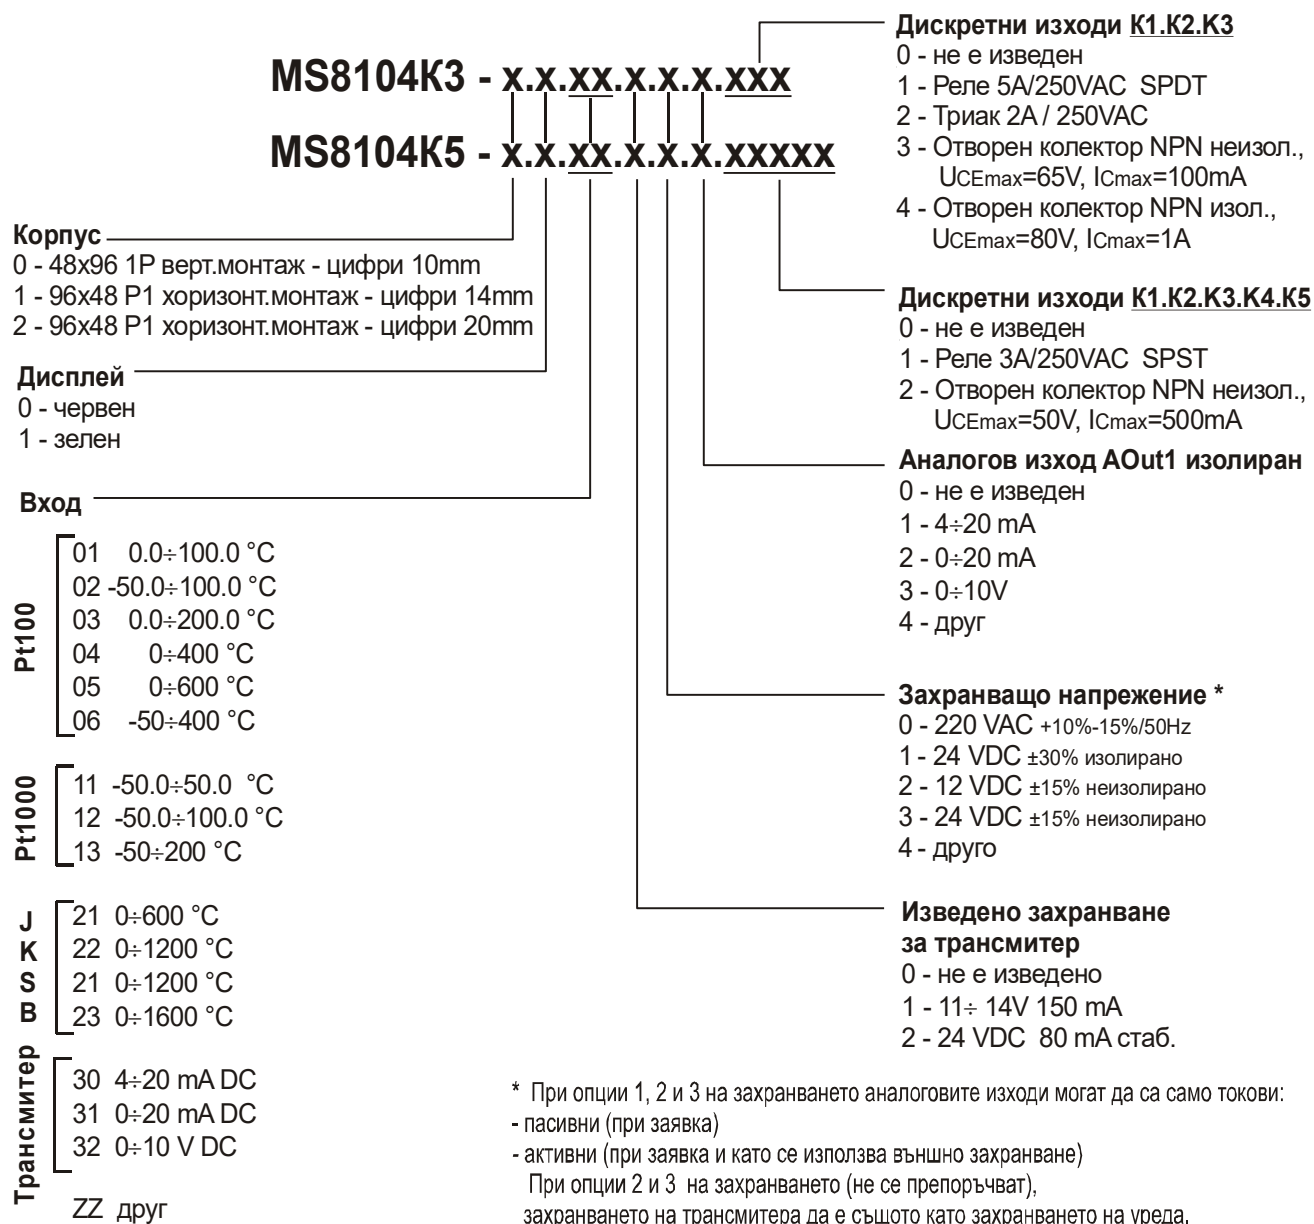 MS8104К3 - x.x.xx.x.x.x.xxx
MS8104К5 - x.x.xx.x.x.x.xxxxx
Корпус
0 - 48x96 1P верт.монтаж - цифри 10mm
1 - 96x48 P1 хоризонт.монтаж - цифри 14mm
2 - 96x48 P1 хоризонт.монтаж - цифри 20mm
Дисплей
0 - червен
1 - зелен
Вход
Pt100
01 0.0÷100.0 °C
02 -50.0÷100.0 °C
03 0.0÷200.0 °C
04 0÷400 °C
05 0÷600 °C
06 -50÷400 °C
Pt1000
11 -50.0÷50.0 °C
12 -50.0÷100.0 °C
13 -50÷200 °C
J 21 0÷600 °C
K 22 0÷1200 °C
S 21 0÷1200 °C
B 23 0÷1600 °C
Трансмитер
30 4÷20 mA DC
31 0÷20 mA DC
32 0÷10 V DC
ZZ друг
Дискретни изходи К1.К2.К3
0 - не е изведен
1 - Реле 5A/250VAC SPDT
2 - Триак 2A / 250VAC
3 - Отворен колектор NPN неизол.,
UCEmax=65V, ICmax=100mA
4 - Отворен колектор NPN изол.,
UCEmax=80V, ICmax=1A
Дискретни изходи К1.К2.К3.К4.К5
0 - не е изведен
1 - Реле 3A/250VAC SPST
2 - Отворен колектор NPN неизол.,
UCEmax=50V, ICmax=500mA
Аналогов изход AOut1 изолиран
0 - не е изведен
1 - 4÷20 mA
2 - 0÷20 mA
3 - 0÷10V
4 - друг
Захранващо напрежение *
0 - 220 VAC +10%-15%/50Hz
1 - 24 VDC ±30% изолирано
2 - 12 VDC ±15% неизолирано
3 - 24 VDC ±15% неизолирано
4 - друго
Изведено захранване
за трансмитер
0 - не е изведено
1 - 11÷ 14V 150 mA
2 - 24 VDC 80 mA стаб.
* При опции 1, 2 и 3 на захранването аналоговите изходи могат да са само токови:
- пасивни (при заявка)
- активни (при заявка и като се използва външно захранване)
При опции 2 и 3 на захранването (не се препоръчват),
захранването на трансмитера да е същото като захранването на уреда.